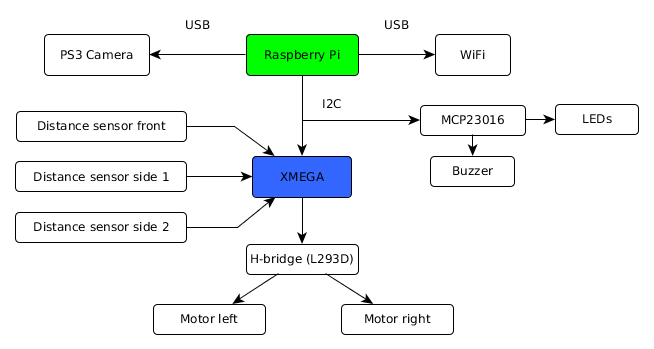 USB
USB
PS3 Camera
Raspberry Pi
WiFi
I2C
Distance sensor front
MCP23016
LEDs
Distance sensor side 1
XMEGA
Buzzer
Distance sensor side 2
H-bridge (L293D)
Motor left
Motor right